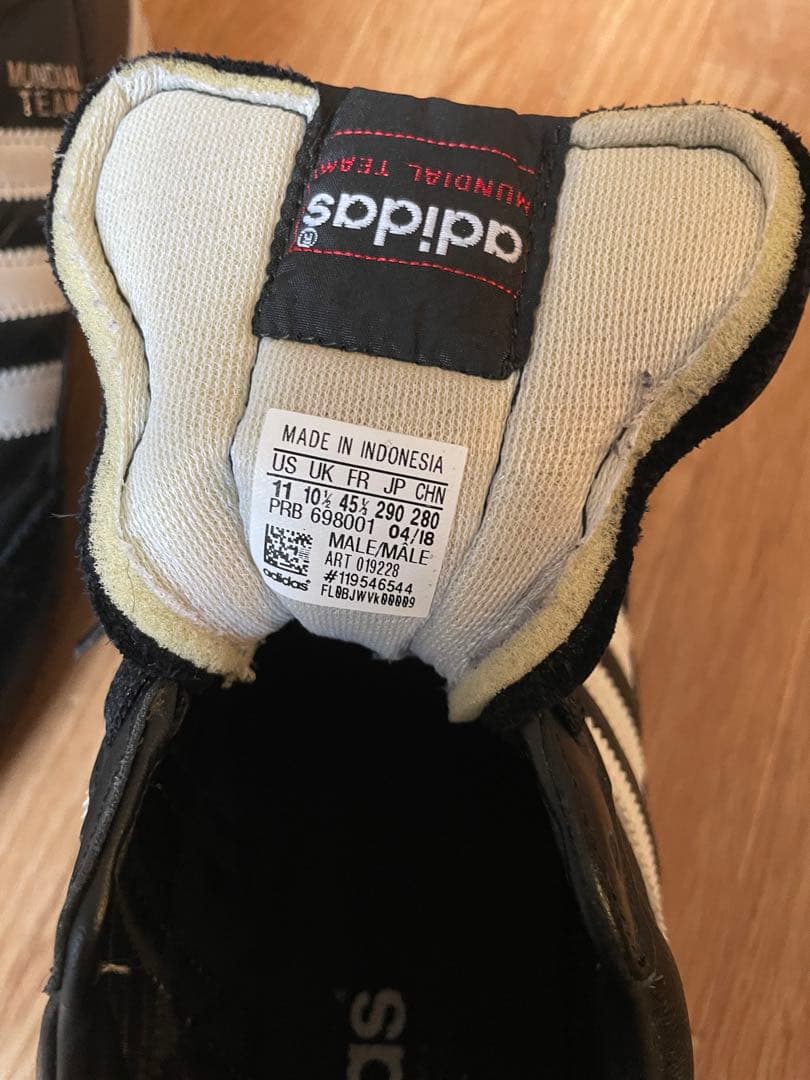 MUNDIAL
TEAM
adidas®
MUNDIAL TEAM
MADE IN INDONESIA
US UK FR JP CHN
11 10½ 45⅓ 290 280
PRB 698001 04/18
MALE/MÂLE
ART 019228
#119546544
adidas®
FL0BJWVk00009